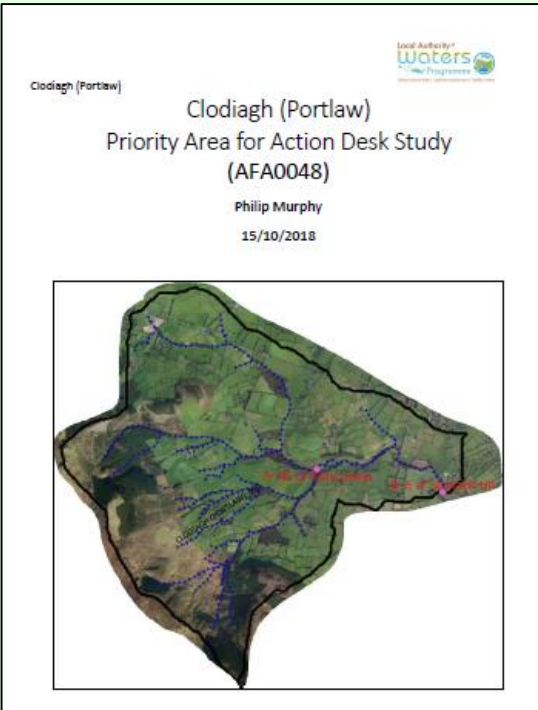 Local Authority
Waters
Programme
Clodiagh (Portlaw)
Clodiagh (Portlaw)
Priority Area for Action Desk Study
(AFA0048)
Philip Murphy
15/10/2018